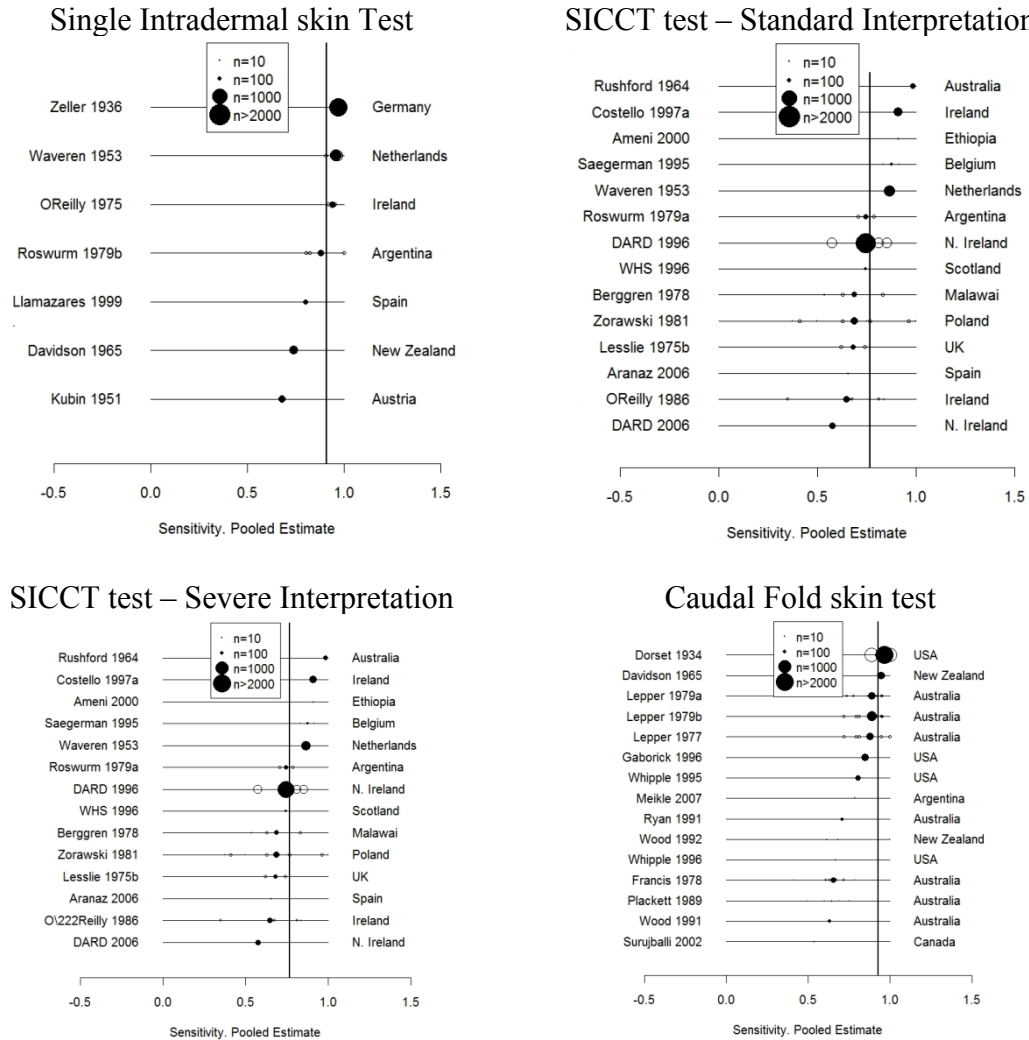 Single Intradermal skin Test
n=10
n=100
n=1000
n>2000
Zeller 1936 Germany
Waveren 1953 Netherlands
OReilly 1975 Ireland
Roswurm 1979b Argentina
Llamazares 1999 Spain
Davidson 1965 New Zealand
Kubin 1951 Austria
-0.5 0.0 0.5 1.0 1.5
Sensitivity. Pooled Estimate
SICCT test – Standard Interpretation
n=10
n=100
n=1000
n>2000
Rushford 1964 Australia
Costello 1997a Ireland
Ameni 2000 Ethiopia
Saegerman 1995 Belgium
Waveren 1953 Netherlands
Roswurm 1979a Argentina
DARD 1996 N. Ireland
WHS 1996 Scotland
Berggren 1978 Malawai
Zorawski 1981 Poland
Lesslie 1975b UK
Aranaz 2006 Spain
OReilly 1986 Ireland
DARD 2006 N. Ireland
-0.5 0.0 0.5 1.0 1.5
Sensitivity. Pooled Estimate
SICCT test – Severe Interpretation
n=10
n=100
n=1000
n>2000
Rushford 1964 Australia
Costello 1997a Ireland
Ameni 2000 Ethiopia
Saegerman 1995 Belgium
Waveren 1953 Netherlands
Roswurm 1979a Argentina
DARD 1996 N. Ireland
WHS 1996 Scotland
Berggren 1978 Malawai
Zorawski 1981 Poland
Lesslie 1975b UK
Aranaz 2006 Spain
O\222Reilly 1986 Ireland
DARD 2006 N. Ireland
-0.5 0.0 0.5 1.0 1.5
Sensitivity. Pooled Estimate
Caudal Fold skin test
n=10
n=100
n=1000
n>2000
Dorset 1934 USA
Davidson 1965 New Zealand
Lepper 1979a Australia
Lepper 1979b Australia
Lepper 1977 Australia
Gaborick 1996 USA
Whipple 1995 USA
Meikle 2007 Argentina
Ryan 1991 Australia
Wood 1992 New Zealand
Whipple 1996 USA
Francis 1978 Australia
Plackett 1989 Australia
Wood 1991 Australia
Surujballi 2002 Canada
-0.5 0.0 0.5 1.0 1.5
Sensitivity. Pooled Estimate